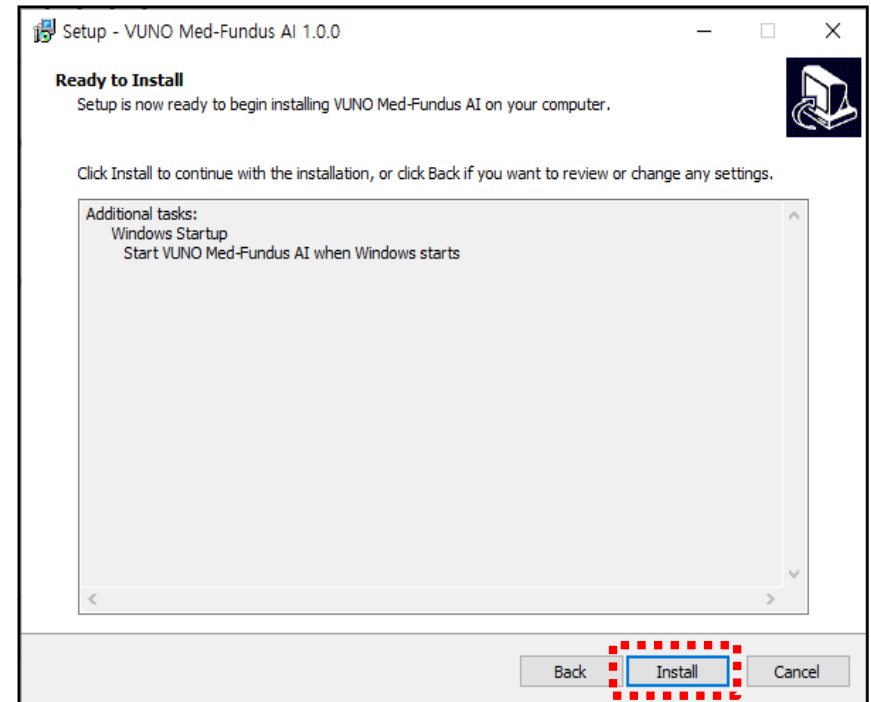 Setup - VUNO Med-Fundus AI 1.0.0
Ready to Install
Setup is now ready to begin installing VUNO Med-Fundus AI on your computer.
Click Install to continue with the installation, or click Back if you want to review or change any settings.
Additional tasks:
Windows Startup
Start VUNO Med-Fundus AI when Windows starts
Back Install Cancel